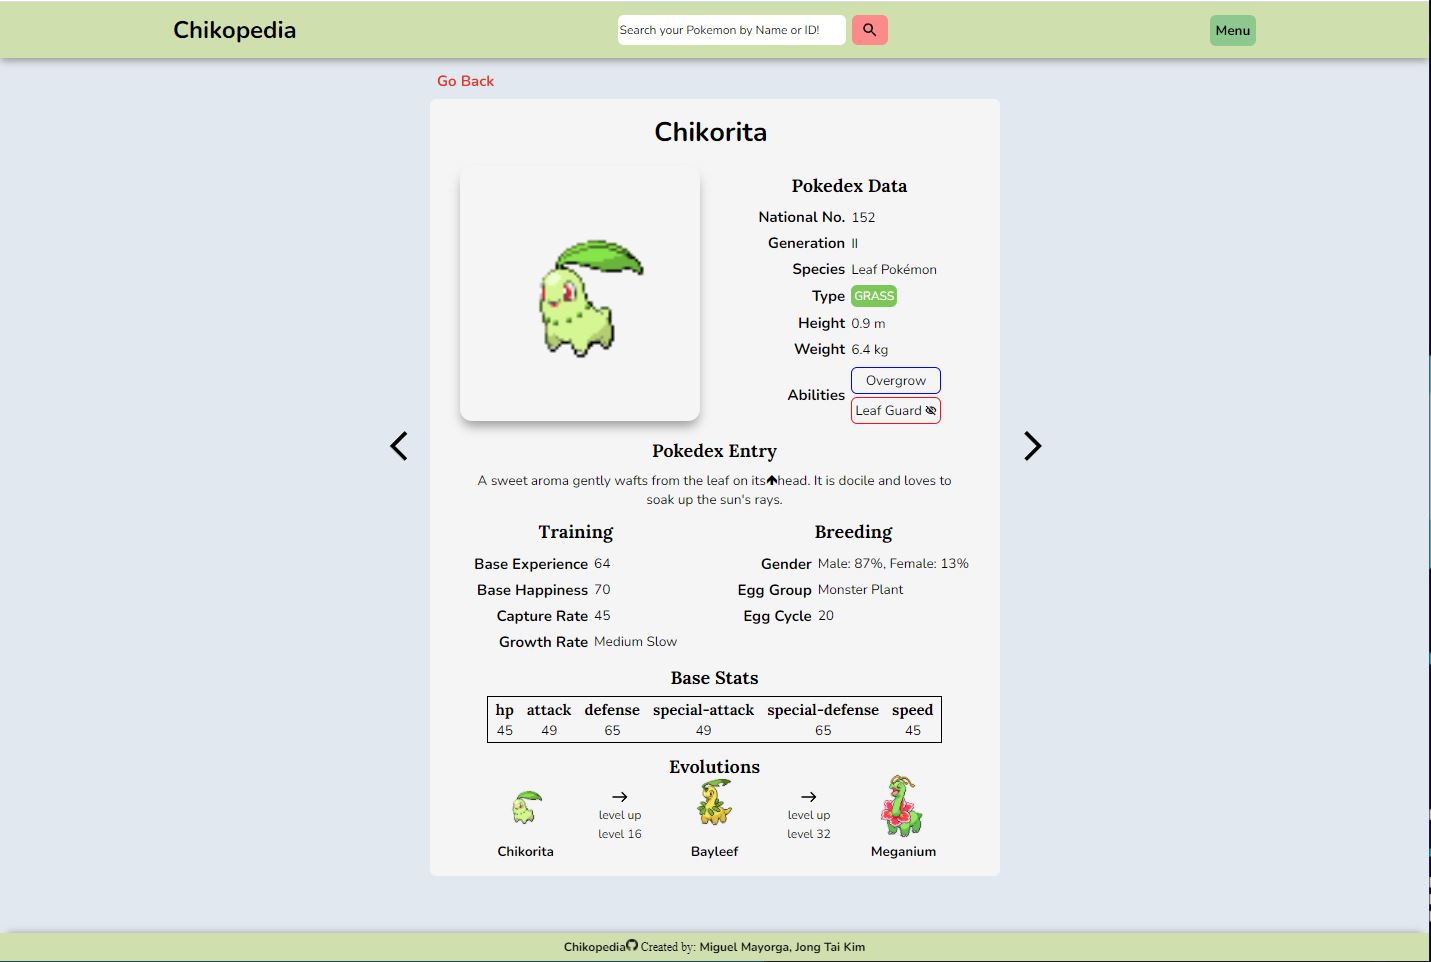 Chikopedia
Search your Pokemon by Name or ID!
Menu
Go Back
Chikorita
Pokedex Data
National No. 152
Generation II
Species Leaf Pokémon
Type GRASS
Height 0.9 m
Weight 6.4 kg
Abilities
Overgrow
Leaf Guard
Pokedex Entry
A sweet aroma gently wafts from the leaf on its head. It is docile and loves to
soak up the sun's rays.
Training
Base Experience 64
Base Happiness 70
Capture Rate 45
Growth Rate Medium Slow
Breeding
Gender Male: 87%, Female: 13%
Egg Group Monster Plant
Egg Cycle 20
Base Stats
hp attack defense special-attack special-defense speed
45 49 65 49 65 45
Evolutions
Chikorita
level up
level 16
Bayleef
level up
level 32
Meganium
Chikopedia Created by: Miguel Mayorga, Jong Tai Kim